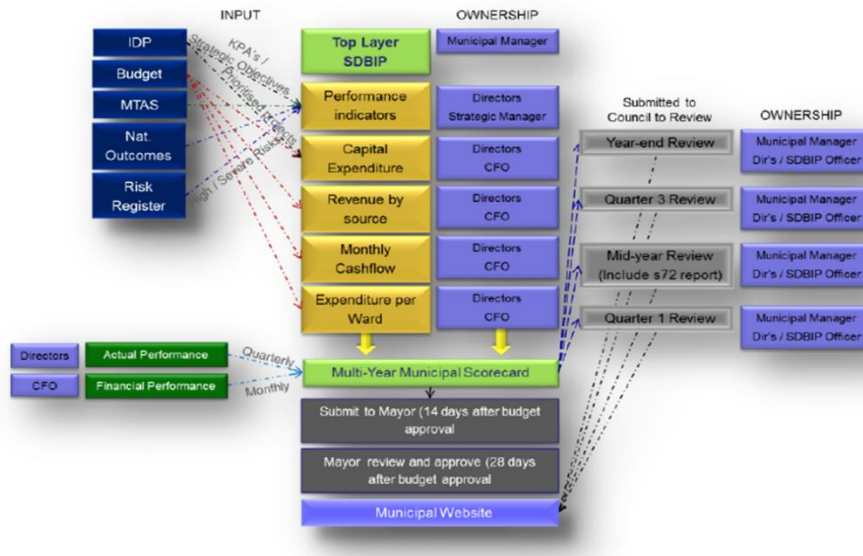 INPUT
OWNERSHIP
IDP
Budget
MTAS
Nat.
Outcomes
Risk
Register
KPA's /
Strategic Objectives
Prioritised projects
High / Severe Risks
Top Layer
SDBIP
Municipal Manager
Performance
indicators
Directors
Strategic Manager
Capital
Expenditure
Directors
CFO
Revenue by
source
Directors
CFO
Monthly
Cashflow
Directors
CFO
Expenditure per
Ward
Directors
CFO
Submitted to
Council to Review
OWNERSHIP
Year-end Review
Municipal Manager
Dir's / SDBIP Officer
Quarter 3 Review
Municipal Manager
Dir's / SDBIP Officer
Mid-year Review
(Include s72 report)
Municipal Manager
Dir's / SDBIP Officer
Quarter 1 Review
Municipal Manager
Dir's / SDBIP Officer
Directors
Actual Performance
Quarterly
CFO
Financial Performance
Monthly
Multi-Year Municipal Scorecard
Submit to Mayor (14 days after budget
approval
Mayor review and approve (28 days
after budget approval
Municipal Website